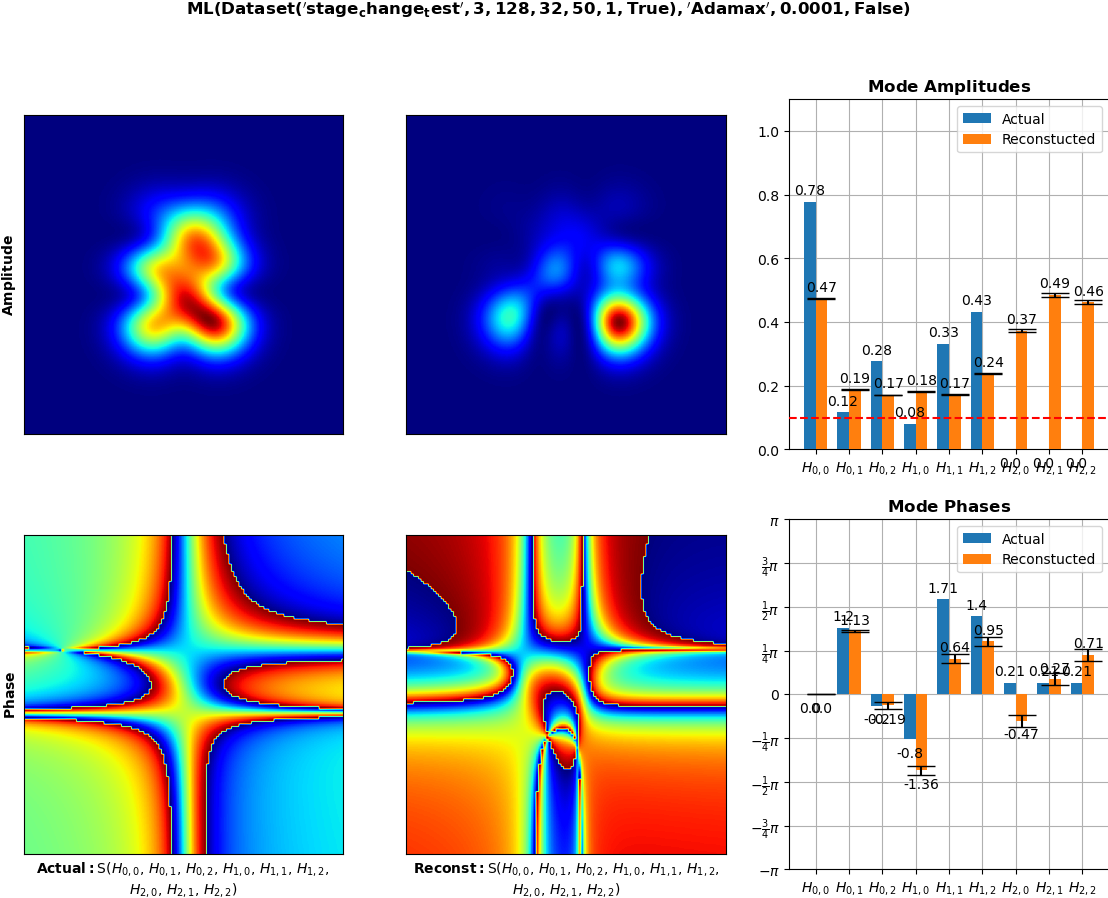 ML(Dataset('stage_change_test', 3, 128, 32, 50, 1, True), 'Adamax', 0.0001, False)
Amplitude
Mode Amplitudes
Actual
Reconstucted
1.0
0.8
0.6
0.4
0.2
0.0
0.78
0.47
0.12
0.19
0.28
0.17
0.08
0.18
0.33
0.17
0.43
0.24
0.0
0.37
0.0
0.49
0.0
0.46
H0,0 H0,1 H0,2 H1,0 H1,1 H1,2 H2,0 H2,1 H2,2
Phase
Actual: S(H0,0, H0,1, H0,2, H1,0, H1,1, H1,2,
H2,0, H2,1, H2,2)
Reconst: S(H0,0, H0,1, H0,2, H1,0, H1,1, H1,2,
H2,0, H2,1, H2,2)
Mode Phases
Actual
Reconstucted
π
3/4π
1/2π
1/4π
0
−1/4π
−1/2π
−3/4π
−π
0.0
0.0
1.2
1.13
-0.19
-0.8
-1.36
1.71
0.64
1.4
0.95
0.21
-0.47
0.27
0.21
0.71
H0,0 H0,1 H0,2 H1,0 H1,1 H1,2 H2,0 H2,1 H2,2